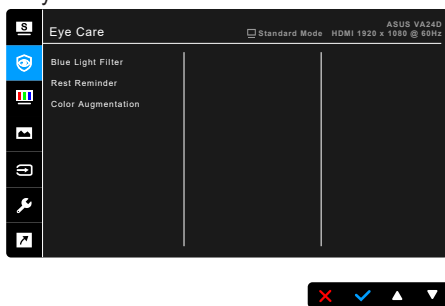 S
Eye Care
Standard Mode
ASUS VA24D
HDMI 1920 x 1080 @ 60Hz
Blue Light Filter
Rest Reminder
Color Augmentation